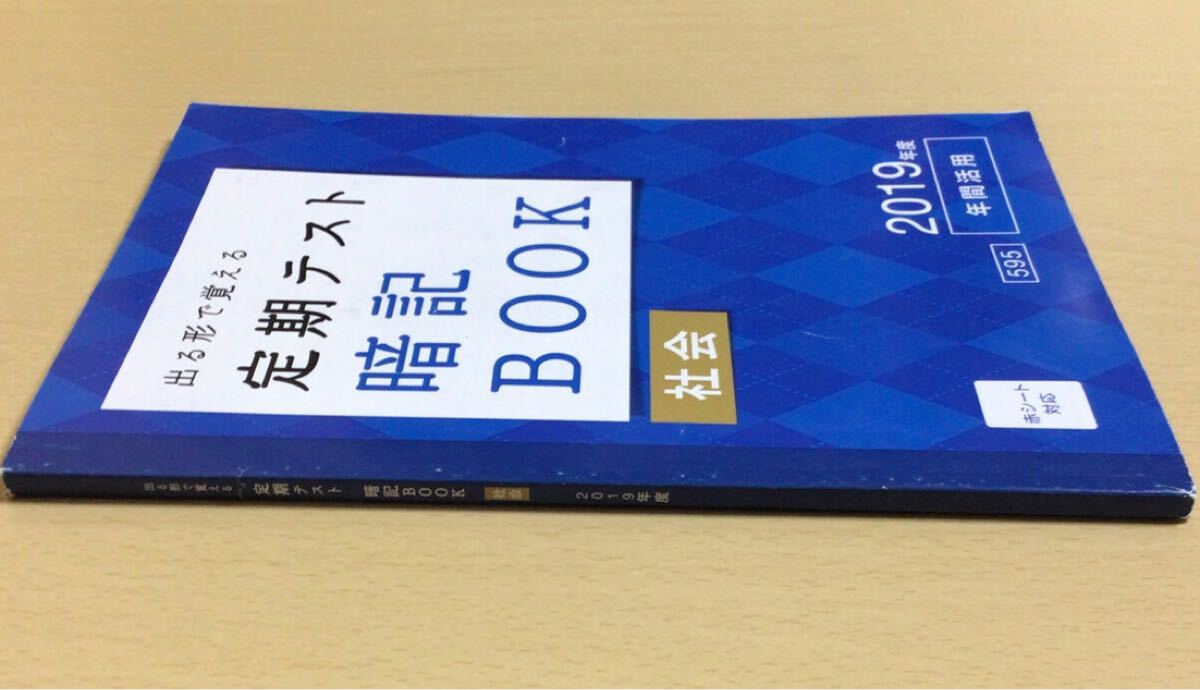 出る形で覚える
定期テスト
暗記
BOOK
社会
2019年度
年間活用
595
赤シート
対応
出る形で覚える 定期テスト 暗記BOOK 社会 2019年度